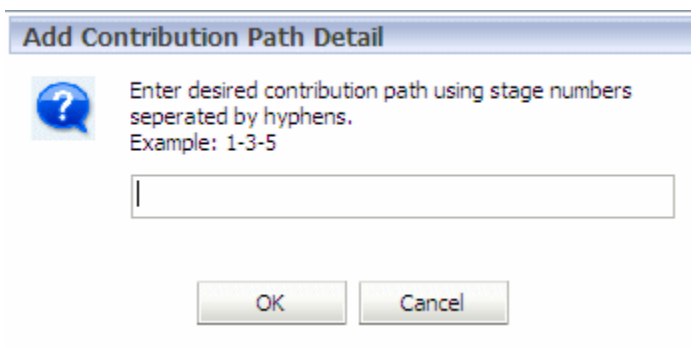 Add Contribution Path Detail
Enter desired contribution path using stage numbers
seperated by hyphens.
Example: 1-3-5
OK
Cancel